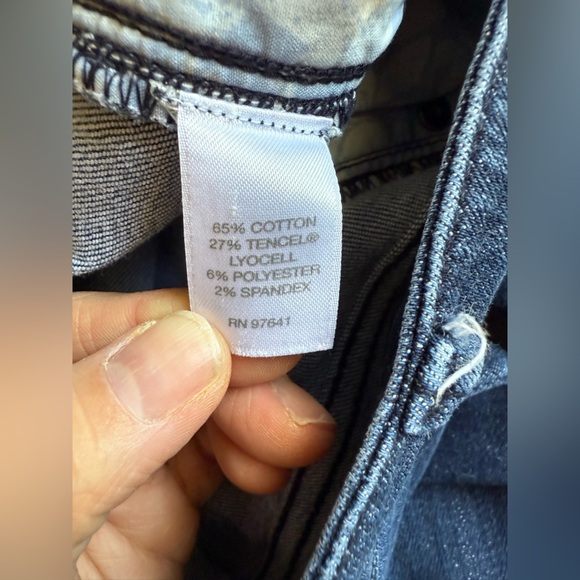 65% COTTON
27% TENCEL®
LYOCELL
6% POLYESTER
2% SPANDEX
RN 97641